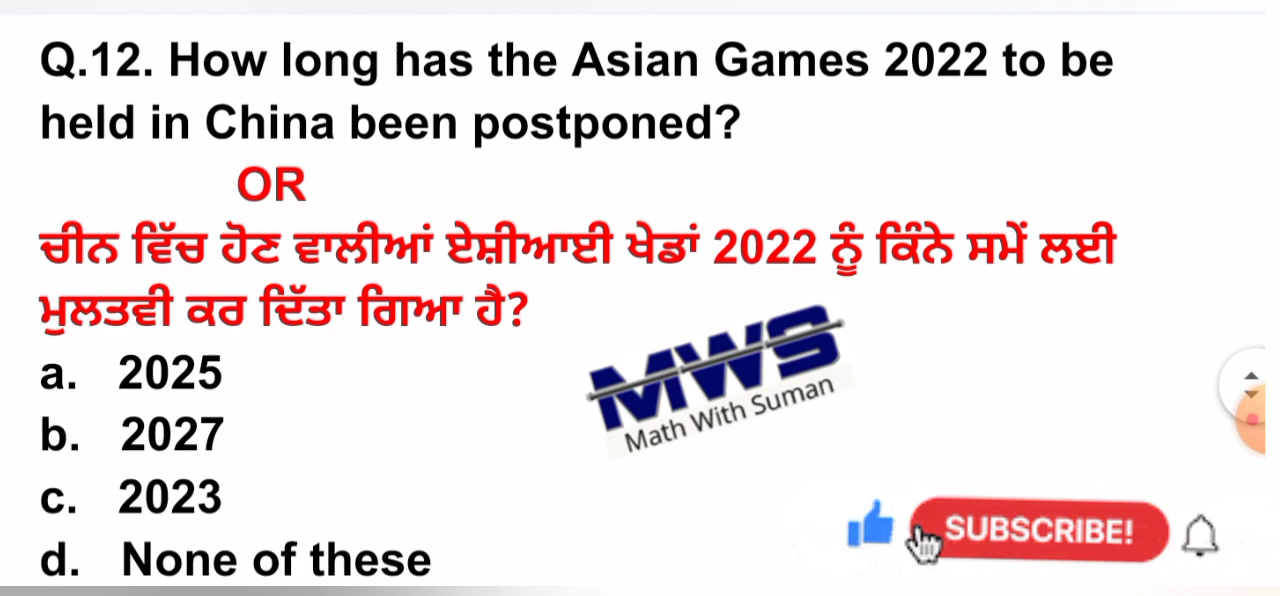 Q.12. How long has the Asian Games 2022 to be
held in China been postponed?
OR
ਚੀਨ ਵਿੱਚ ਹੋਣ ਵਾਲੀਆਂ ਏਸ਼ੀਆਈ ਖੇਡਾਂ 2022 ਨੂੰ ਕਿੰਨੇ ਸਮੇਂ ਲਈ
ਮੁਲਤਵੀ ਕਰ ਦਿੱਤਾ ਗਿਆ ਹੈ?
a. 2025
b. 2027
c. 2023
d. None of these
MWS
Math With Suman
SUBSCRIBE!